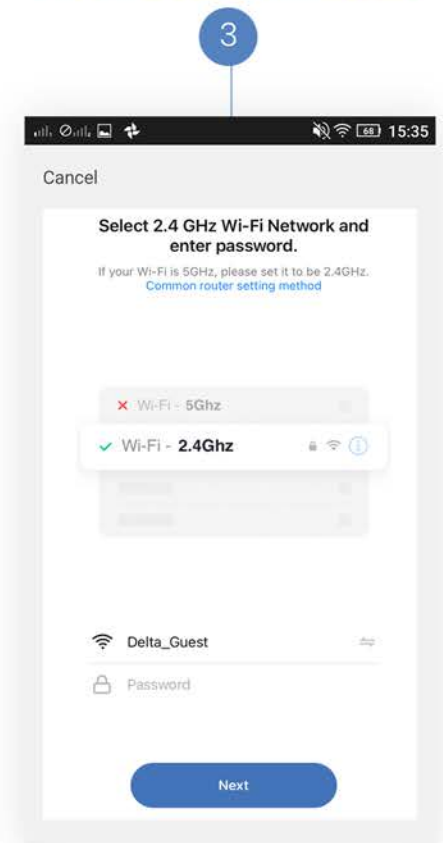 3
68 15:35
Cancel
Select 2.4 GHz Wi-Fi Network and
enter password.
If your Wi-Fi is 5GHz, please set it to be 2.4GHz.
Common router setting method
Wi-Fi - 5Ghz
Wi-Fi - 2.4Ghz
Delta_Guest
Password
Next